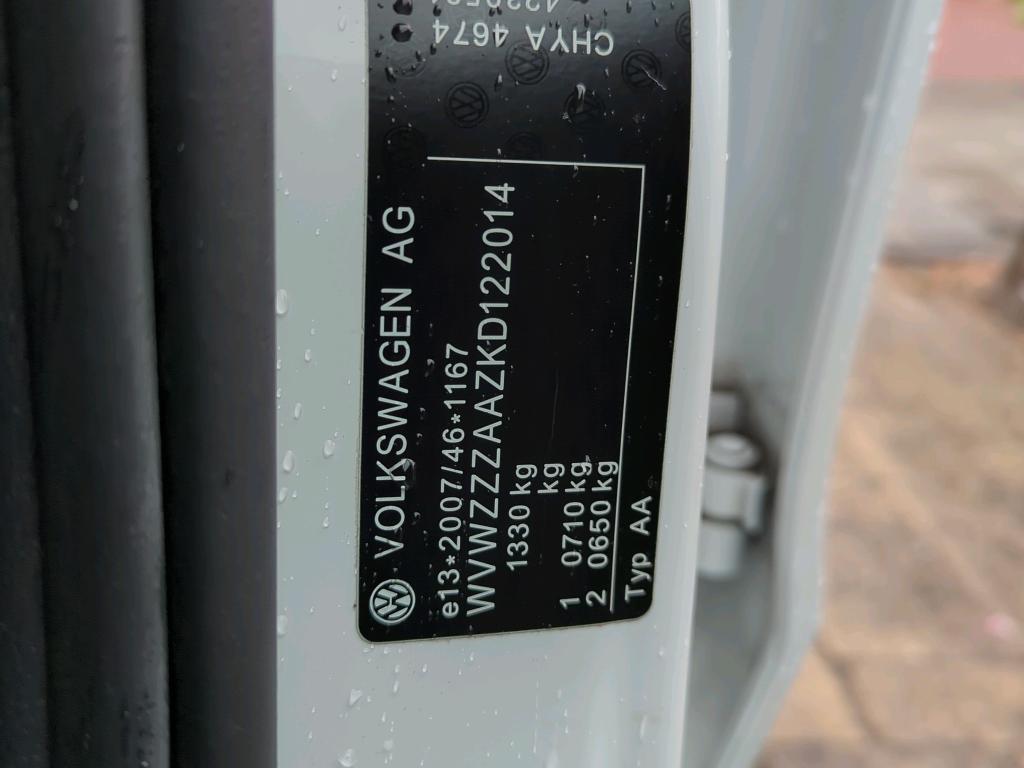 VOLKSWAGEN AG
e13*2007/46*1167
WVWZZZAAZKD122014
1330 kg
kg
1 0710 kg
2 0650 kg
Typ AA
CHYA 4674